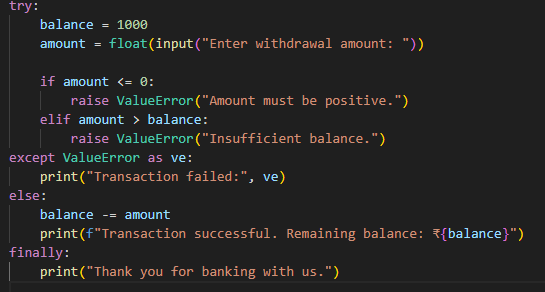 try:
    balance = 1000
    amount = float(input("Enter withdrawal amount: "))

    if amount <= 0:
        raise ValueError("Amount must be positive.")
    elif amount > balance:
        raise ValueError("Insufficient balance.")
except ValueError as ve:
    print("Transaction failed:", ve)
else:
    balance -= amount
    print(f"Transaction successful. Remaining balance: ₹{balance}")
finally:
    print("Thank you for banking with us.")